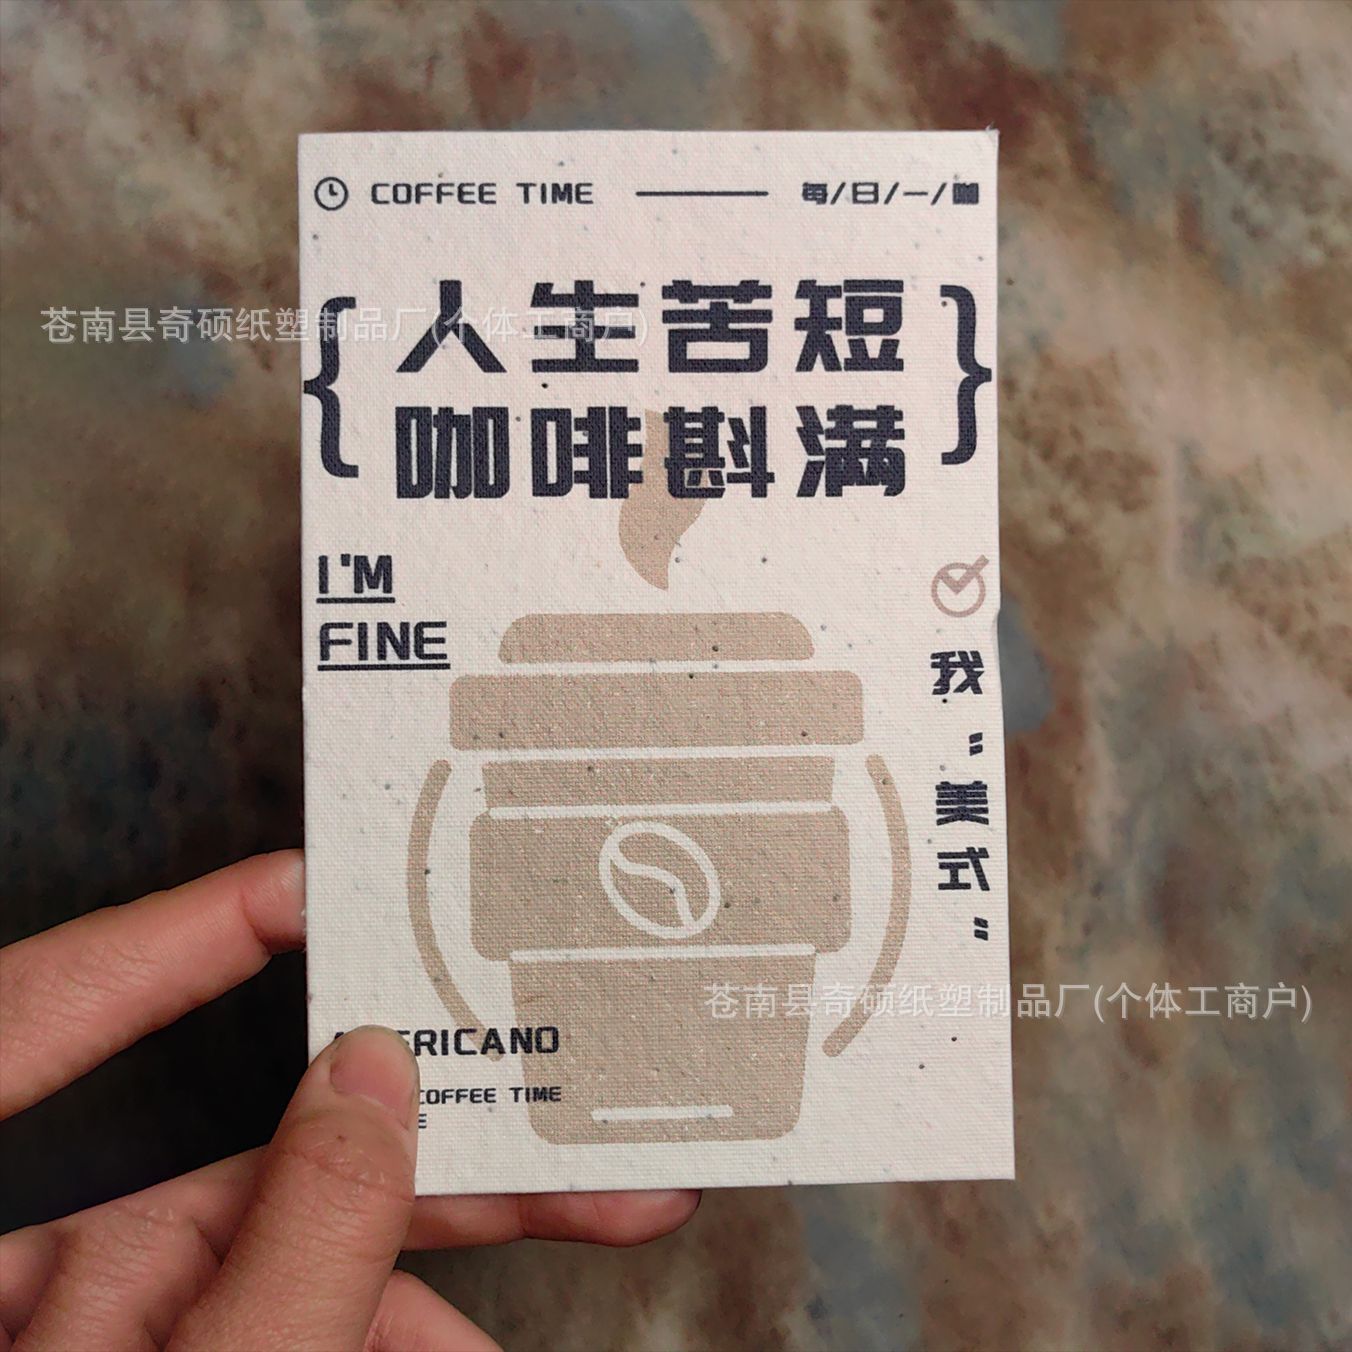 COFFEE TIME 每/日/一/咖
苍南县奇硕纸塑制品厂(个体工商户)
{人生苦短
咖啡斟满}
I'M
FINE
我"美式"
苍南县奇硕纸塑制品厂(个体工商户)
COFFEE TIME